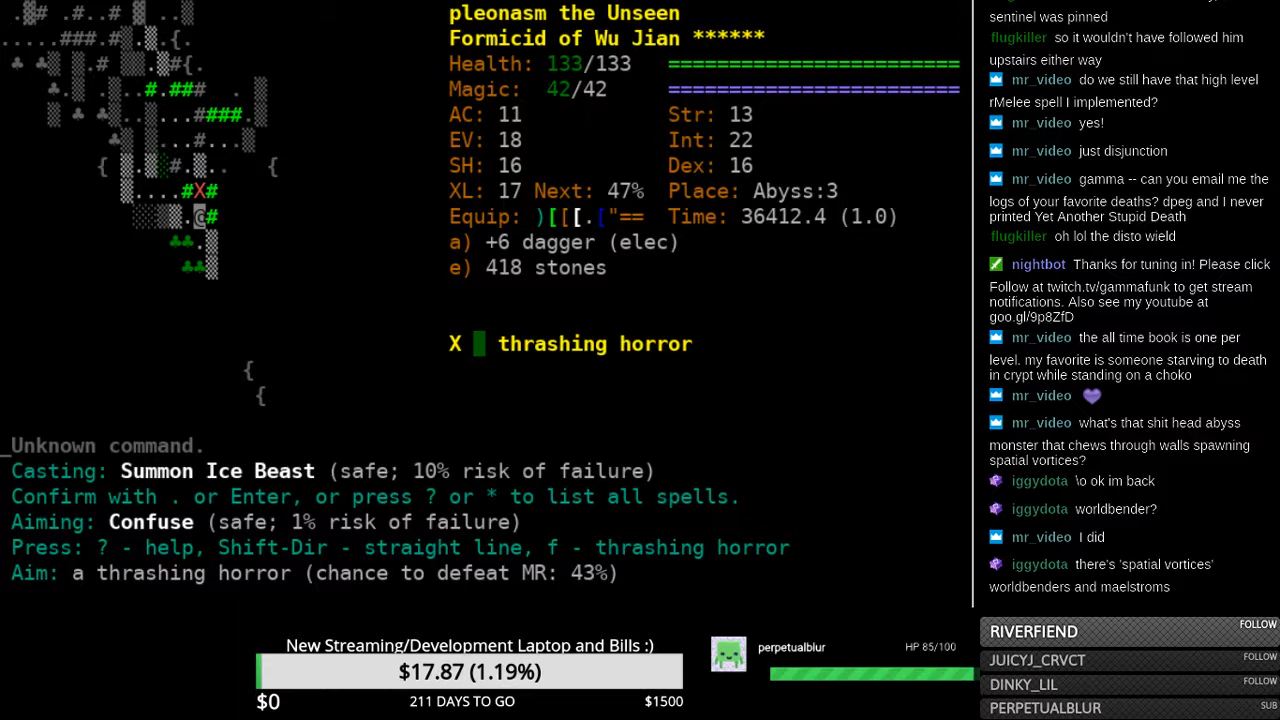 pleonasm the Unseen
Formicid of Wu Jian ******
Health: 133/133 ========================
Magic: 42/42 ========================
AC: 11 Str: 13
EV: 18 Int: 22
SH: 16 Dex: 16
XL: 17 Next: 47% Place: Abyss:3
Equip: )[[[.["== Time: 36412.4 (1.0)
a) +6 dagger (elec)
e) 418 stones
X thrashing horror
_Unknown command.
Casting: Summon Ice Beast (safe; 10% risk of failure)
Confirm with . or Enter, or press ? or * to list all spells.
Aiming: Confuse (safe; 1% risk of failure)
Press: ? - help, Shift-Dir - straight line, f - thrashing horror
Aim: a thrashing horror (chance to defeat MR: 43%)
New Streaming/Development Laptop and Bills :)
$17.87 (1.19%)
$0 211 DAYS TO GO $1500
perpetualblur HP 85/100
sentinel was pinned
flugkiller so it wouldn't have followed him
upstairs either way
mr_video do we still have that high level
rMelee spell I implemented?
mr_video yes!
mr_video just disjunction
mr_video gamma -- can you email me the
logs of your favorite deaths? dpeg and I never
printed Yet Another Stupid Death
flugkiller oh lol the disto wield
nightbot Thanks for tuning in! Please click
Follow at twitch.tv/gammafunk to get stream
notifications. Also see my youtube at
goo.gl/9p8ZfD
mr_video the all time book is one per
level. my favorite is someone starving to death
in crypt while standing on a choko
mr_video
mr_video what's that shit head abyss
monster that chews through walls spawning
spatial vortices?
iggydota \o ok im back
iggydota worldbender?
mr_video I did
iggydota there's 'spatial vortices'
worldbenders and maelstroms
RIVERFIEND FOLLOW
JUICYJ_CRVCT FOLLOW
DINKY_LIL FOLLOW
PERPETUALBLUR SUB